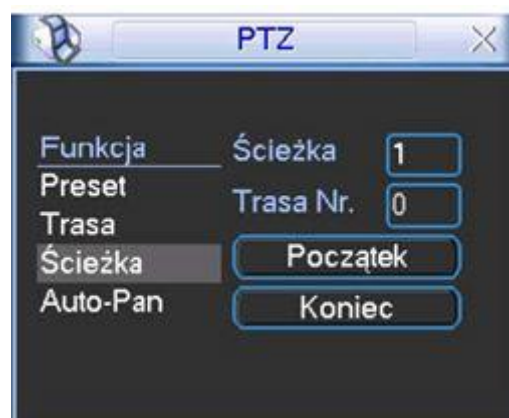 PTZ
Funkcja
Preset
Trasa
Ścieżka
Auto-Pan
Ścieżka 1
Trasa Nr. 0
Początek
Koniec